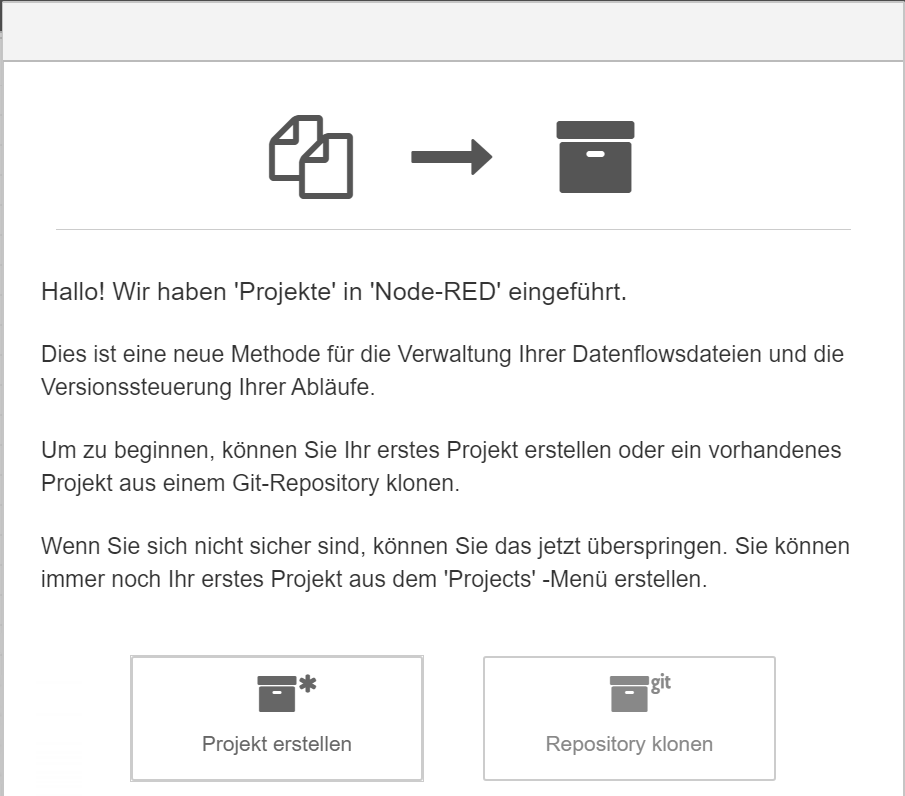 Hallo! Wir haben 'Projekte' in 'Node-RED' eingeführt.
Dies ist eine neue Methode für die Verwaltung Ihrer Datenflowsdateien und die
Versionssteuerung Ihrer Abläufe.
Um zu beginnen, können Sie Ihr erstes Projekt erstellen oder ein vorhandenes
Projekt aus einem Git-Repository klonen.
Wenn Sie sich nicht sicher sind, können Sie das jetzt überspringen. Sie können
immer noch Ihr erstes Projekt aus dem 'Projects' -Menü erstellen.
Projekt erstellen
git
Repository klonen